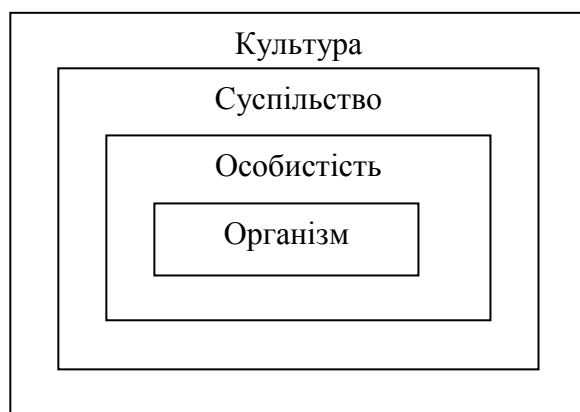 Культура
Суспільство
Особистість
Організм